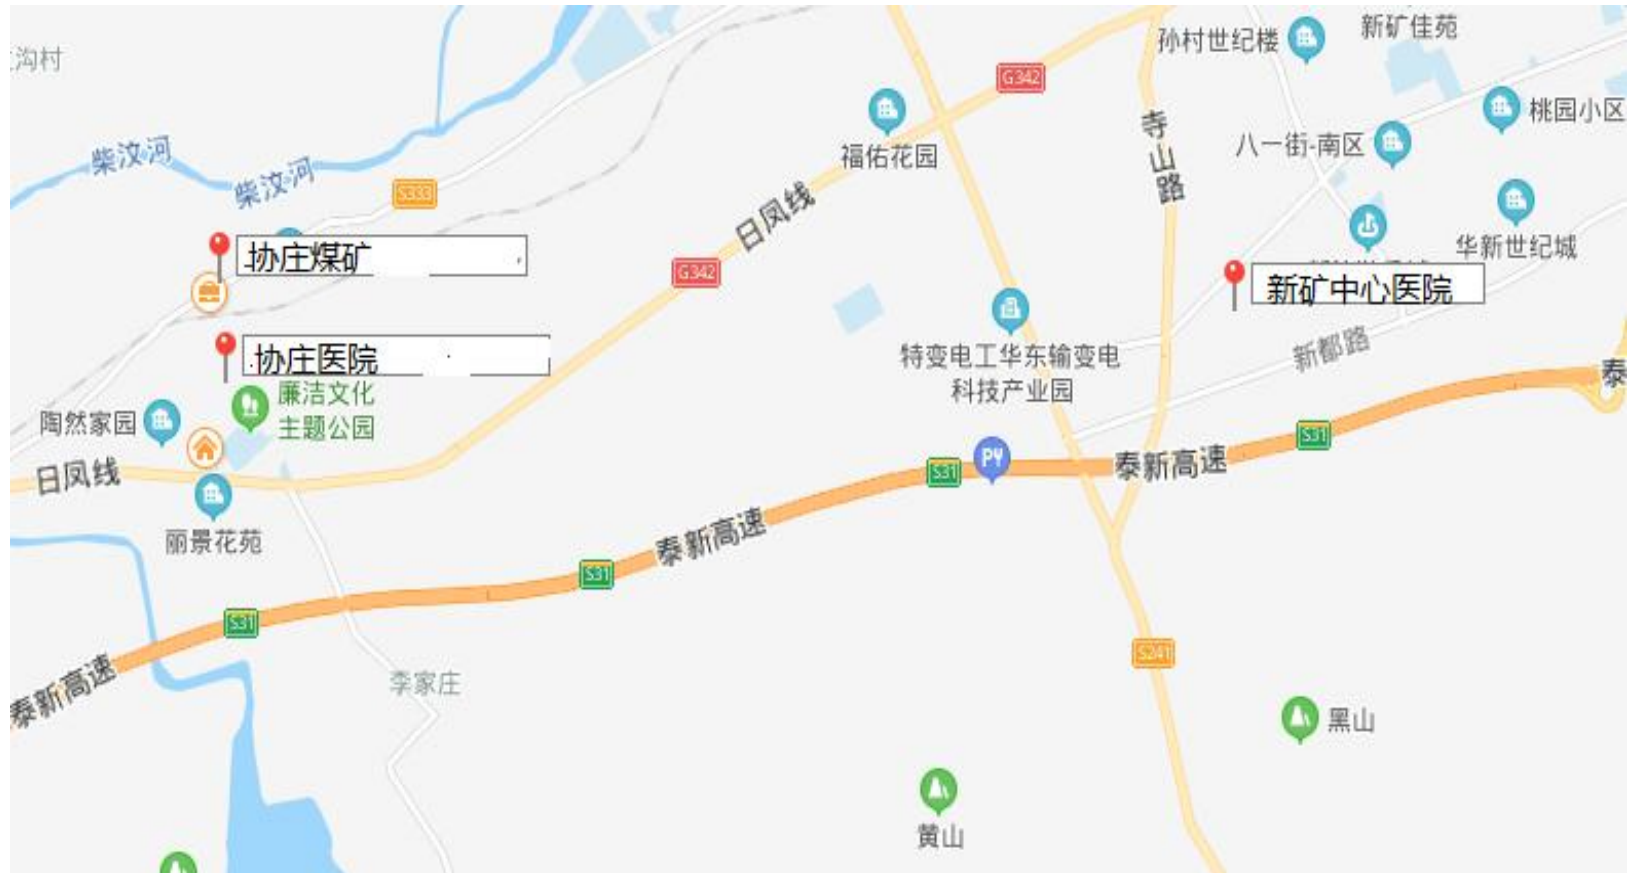 沟村
孙村世纪楼
新矿佳苑
G342
桃园小区
福佑花园
寺山路
八一街-南区
柴汶河
柴汶河
S333
日凤线
华新世纪城
协庄煤矿
G342
新矿中心医院
协庄医院
特变电工华东输变电
科技产业园
新都路
泰
廉洁文化
主题公园
陶然家园
S31
日凤线
S31
P
泰新高速
丽景花苑
泰新高速
S31
S31
S241
泰新高速
李家庄
黑山
黄山